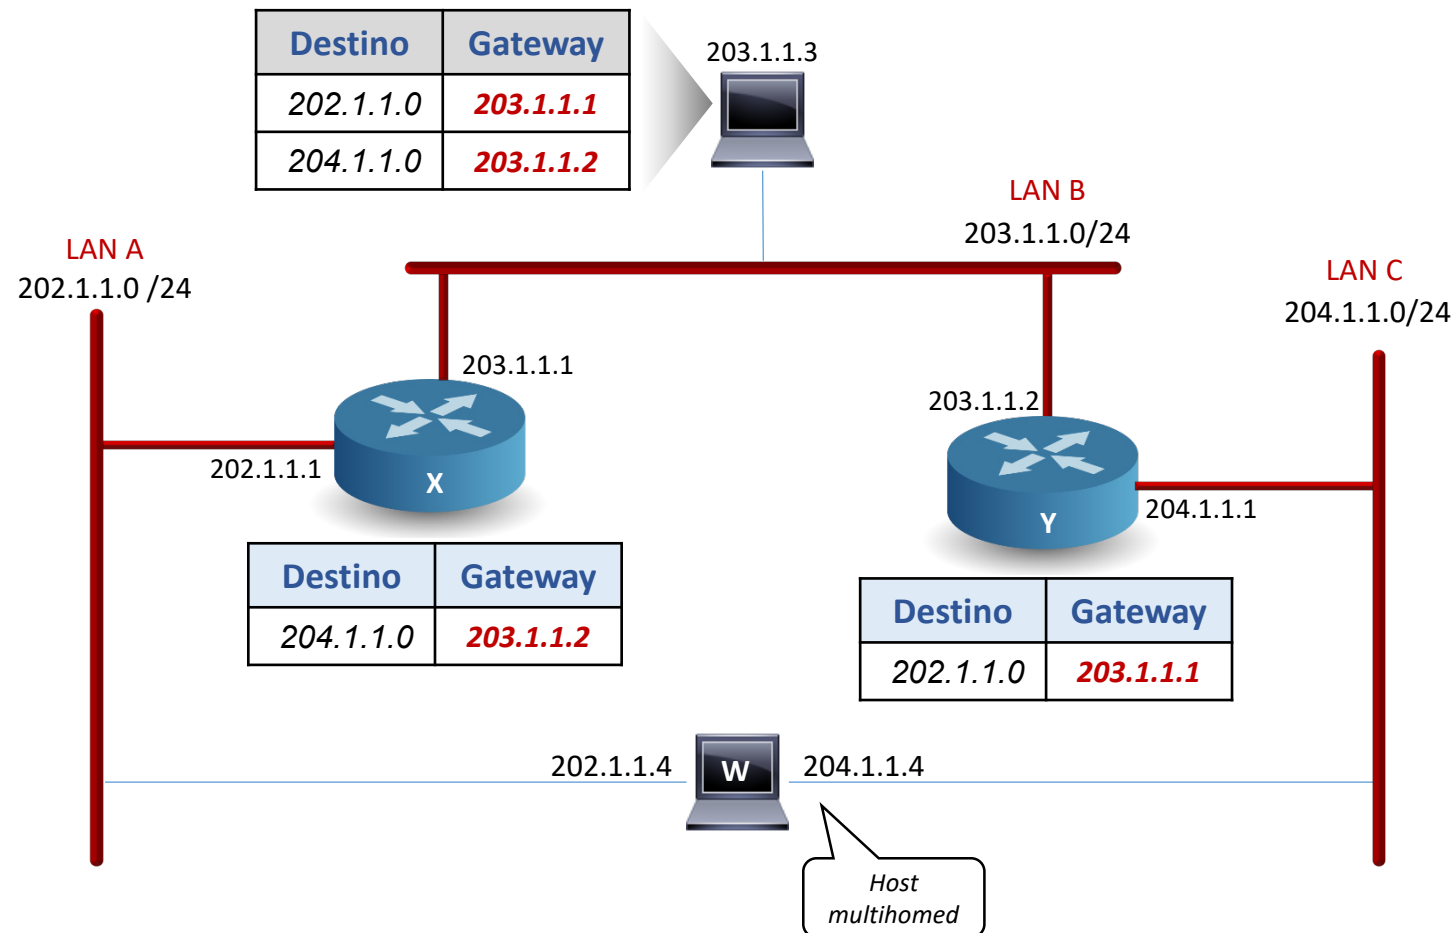 Destino Gateway
202.1.1.0 203.1.1.1
204.1.1.0 203.1.1.2
203.1.1.3
LAN B
203.1.1.0/24
LAN A
202.1.1.0 /24
LAN C
204.1.1.0/24
203.1.1.1
202.1.1.1
X
203.1.1.2
204.1.1.1
Y
Destino Gateway
204.1.1.0 203.1.1.2
Destino Gateway
202.1.1.0 203.1.1.1
202.1.1.4
W
204.1.1.4
Host
multihomed